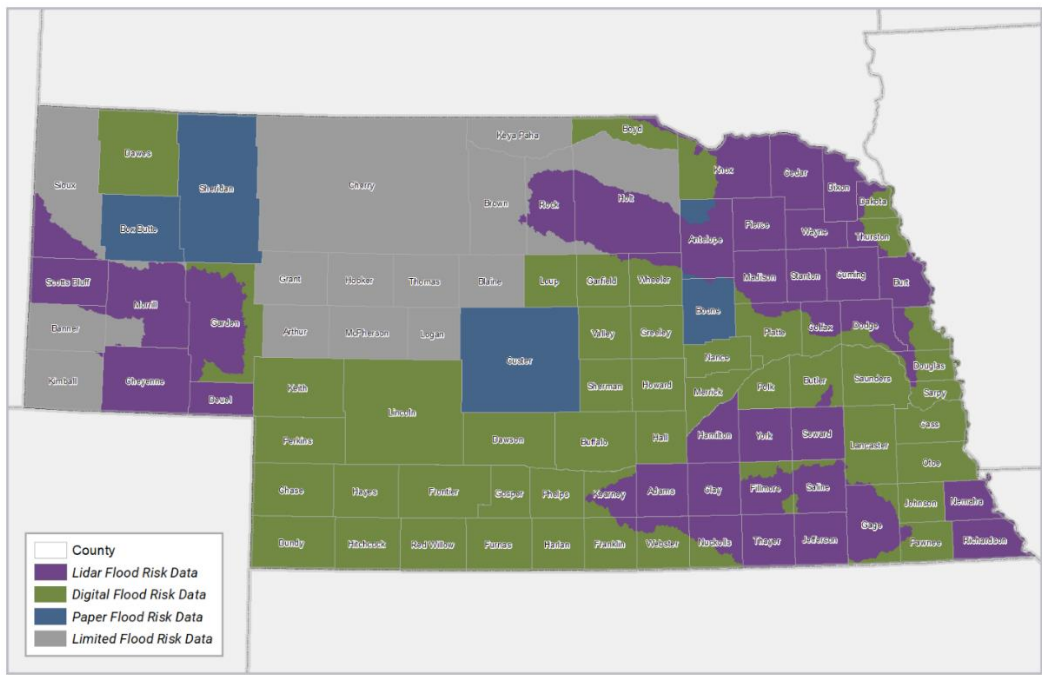 Boyd
Keya Paha
Dawes
Knox
Cedar
Sioux
Sheridan
Cherry
Dixon
Holt
Dakota
Brown
Rock
Box Butte
Pierce
Wayne
Thurston
Antelope
Grant
Hooker
Thomas
Blaine
Loup
Garfield
Wheeler
Madison
Stanton
Cuming
Burt
Scotts Bluff
Morrill
Garden
Boone
Banner
Arthur
McPherson
Logan
Valley
Greeley
Platte
Colfax
Dodge
Custer
Nance
Douglas
Kimball
Cheyenne
Keith
Sherman
Howard
Merrick
Polk
Butler
Saunders
Sarpy
Deuel
Lincoln
Cass
Perkins
Dawson
Buffalo
Hall
Hamilton
York
Seward
Lancaster
Otoe
Chase
Hayes
Frontier
Gosper
Phelps
Kearney
Adams
Clay
Fillmore
Saline
Johnson
Nemaha
Gage
Dundy
Hitchcock
Red Willow
Furnas
Harlan
Franklin
Webster
Nuckolls
Thayer
Jefferson
Pawnee
Richardson
County
Lidar Flood Risk Data
Digital Flood Risk Data
Paper Flood Risk Data
Limited Flood Risk Data